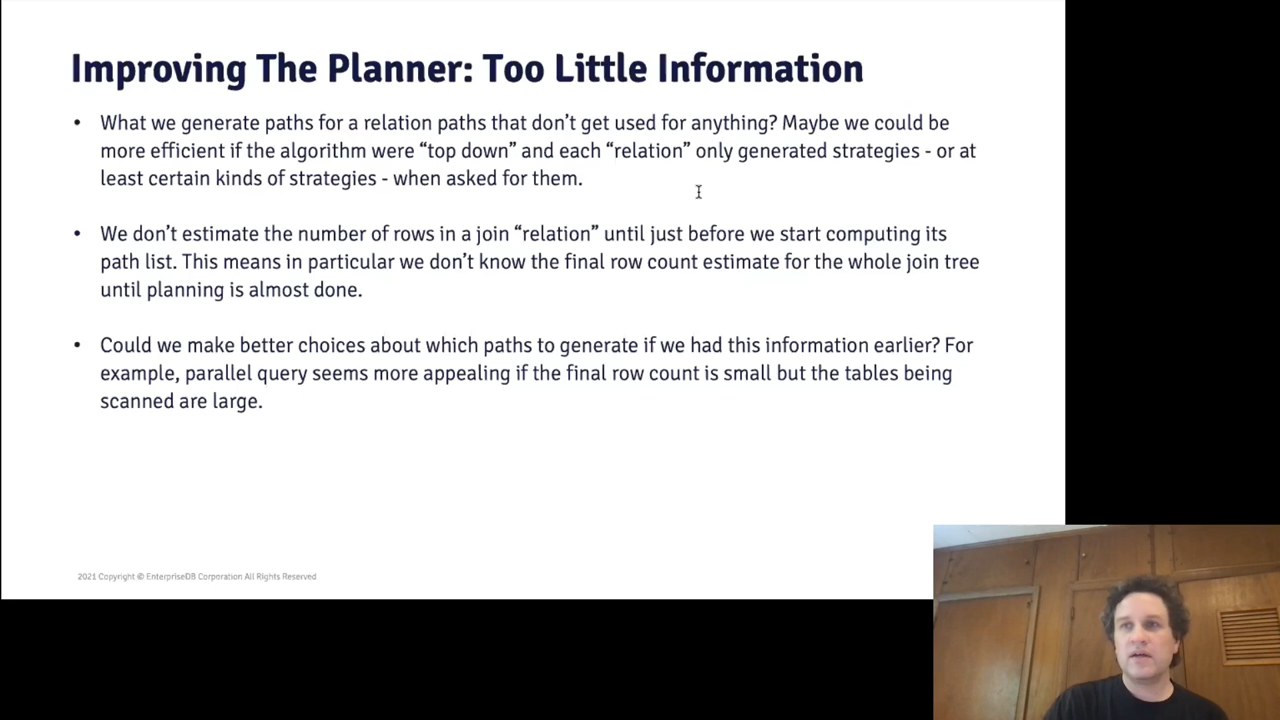 Improving The Planner: Too Little Information
• What we generate paths for a relation paths that don’t get used for anything? Maybe we could be
more efficient if the algorithm were “top down” and each “relation” only generated strategies - or at
least certain kinds of strategies - when asked for them.
• We don’t estimate the number of rows in a join “relation” until just before we start computing its
path list. This means in particular we don’t know the final row count estimate for the whole join tree
until planning is almost done.
• Could we make better choices about which paths to generate if we had this information earlier? For
example, parallel query seems more appealing if the final row count is small but the tables being
scanned are large.
2021 Copyright © EnterpriseDB Corporation All Rights Reserved